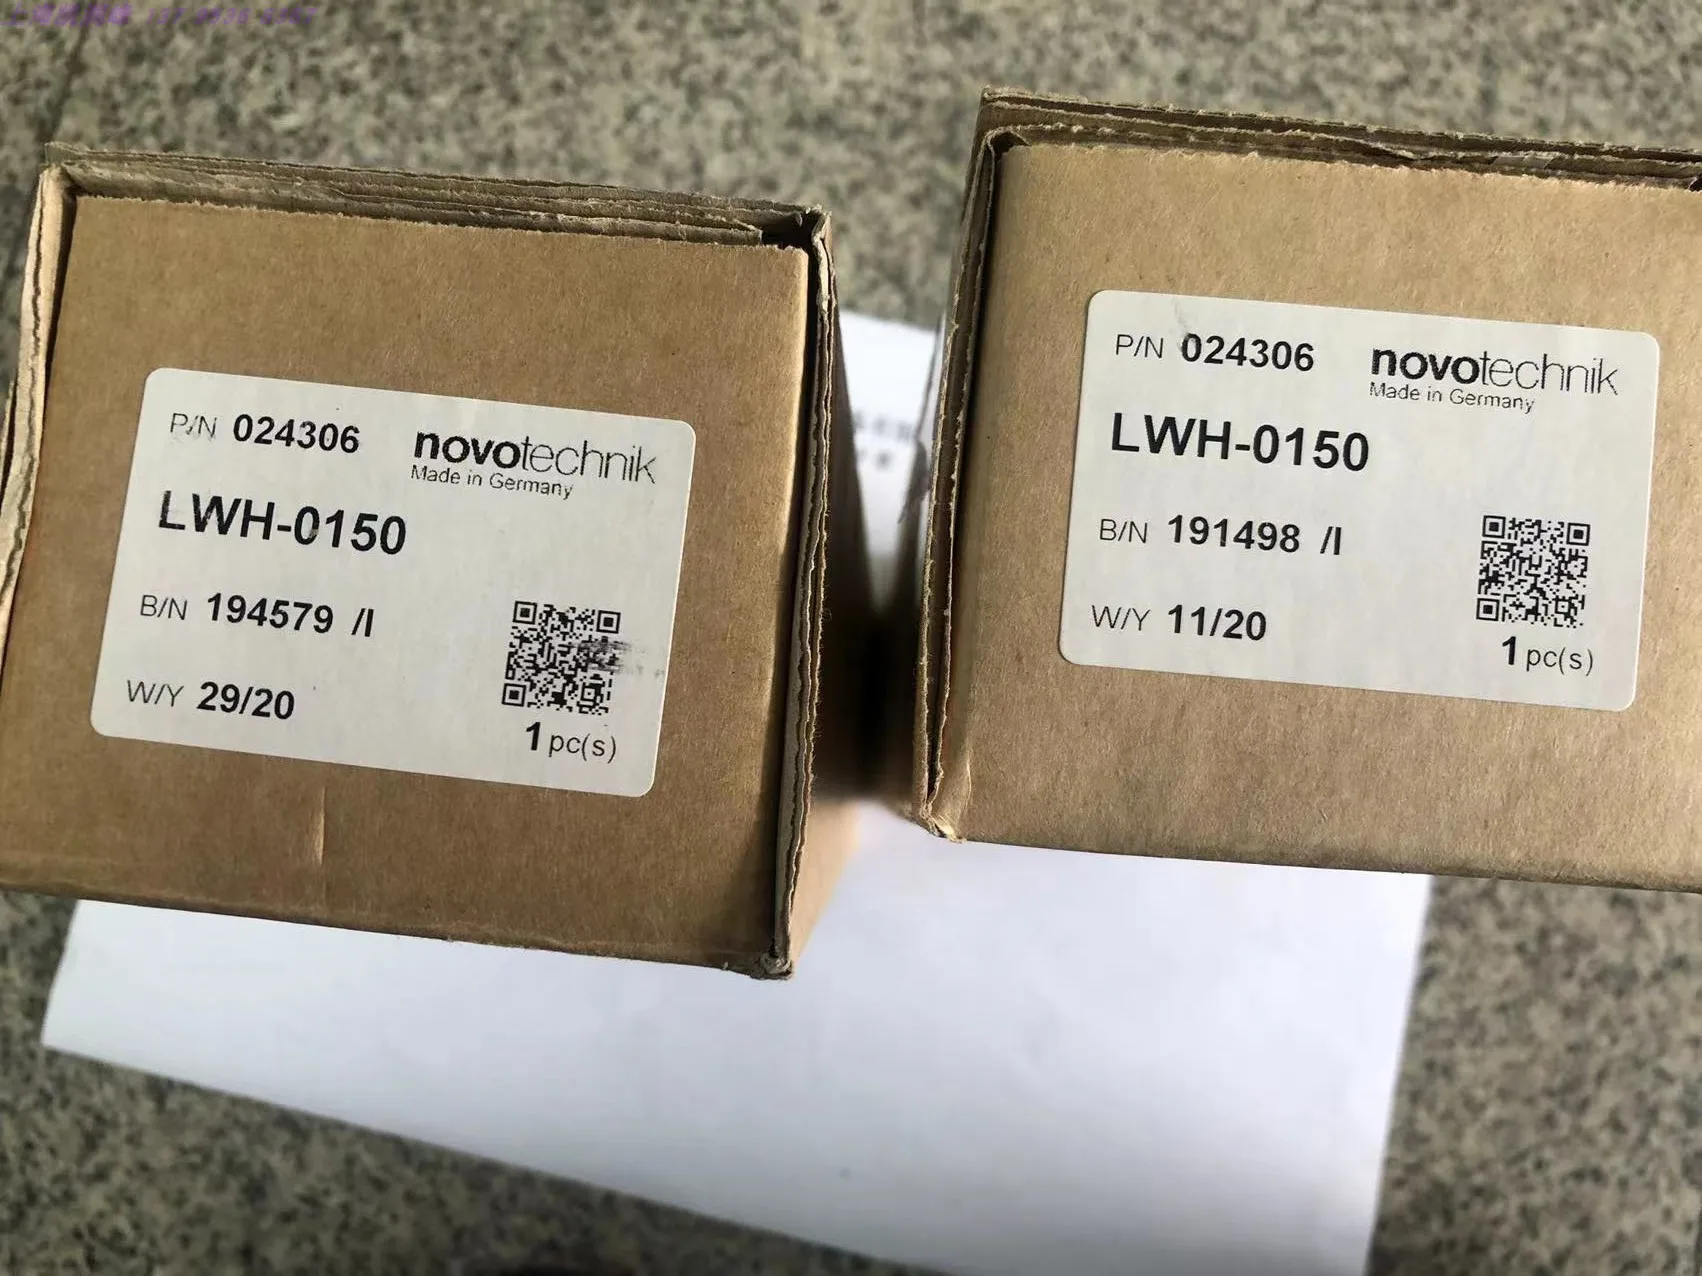 P/N 024306 novotechnik
Made in Germany
LWH-0150
B/N 194579 /I
W/Y 29/20
1 pc(s)
P/N 024306 novotechnik
Made in Germany
LWH-0150
B/N 191498 /I
W/Y 11/20
1 pc(s)